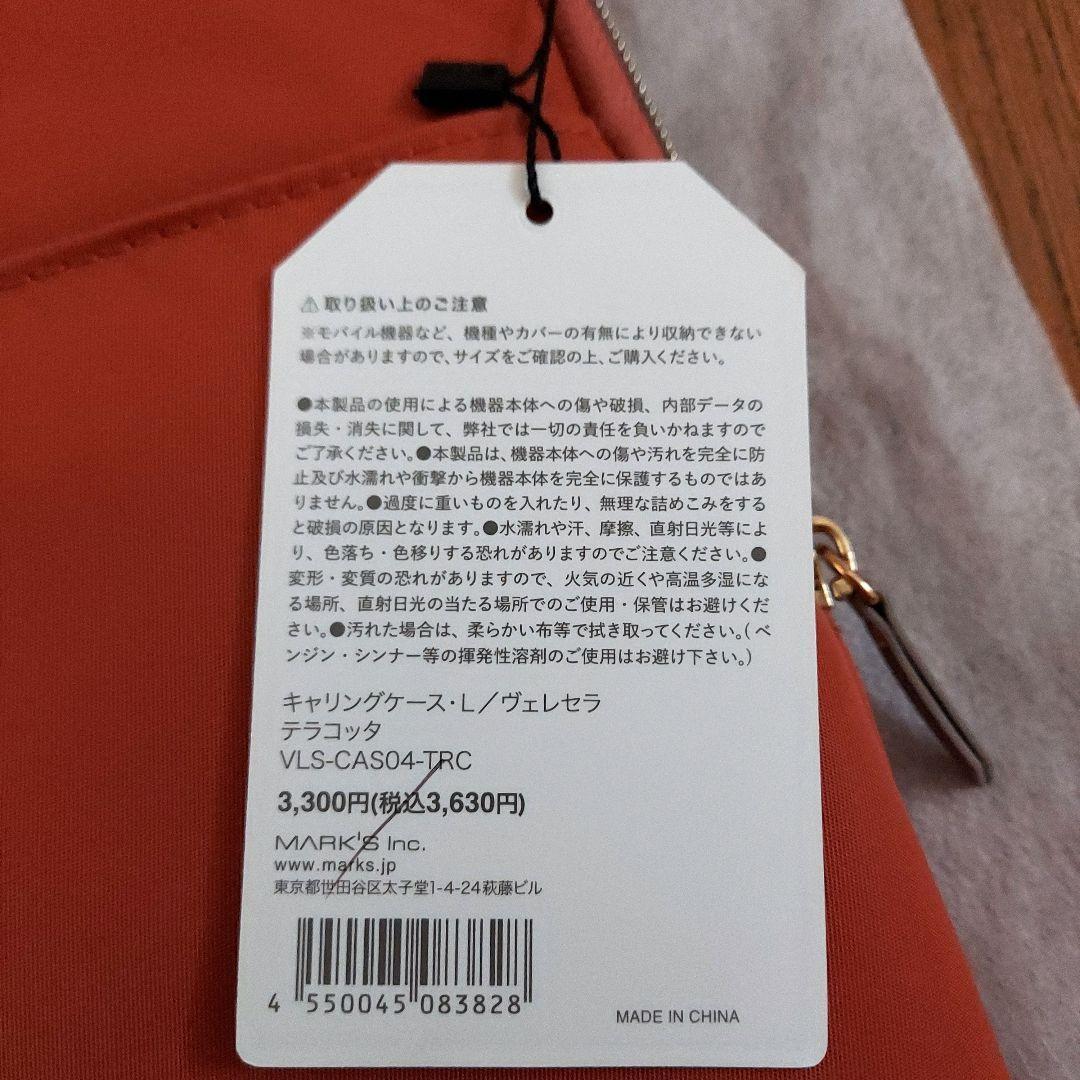 ⚠取り扱い上のご注意
※モバイル機器など、機種やカバーの有無により収納できない
場合がありますので、サイズをご確認の上、ご購入ください。
●本製品の使用による機器本体への傷や破損、内部データの
損失・消失に関して、弊社では一切の責任を負いかねますので
ご了承ください。●本製品は、機器本体への傷や汚れを完全に防
止及び水濡れや衝撃から機器本体を完全に保護するものではあ
りません。●過度に重いものを入れたり、無理な詰めこみをする
と破損の原因となります。●水濡れや汗、摩擦、直射日光等によ
り、色落ち・色移りする恐れがありますのでご注意ください。●
変形・変質の恐れがありますので、火気の近くや高温多湿にな
る場所、直射日光の当たる場所でのご使用・保管はお避けくだ
さい。●汚れた場合は、柔らかい布等で拭き取ってください。(ベ
ンジン・シンナー等の揮発性溶剤のご使用はお避け下さい。)
キャリングケース・L/ヴェレセラ
テラコッタ
VLS-CAS04-TRC
3,300円(税込3,630円)
MARK'S Inc.
www.marks.jp
東京都世田谷区太子堂1-4-24萩藤ビル
4 550045 083828
MADE IN CHINA